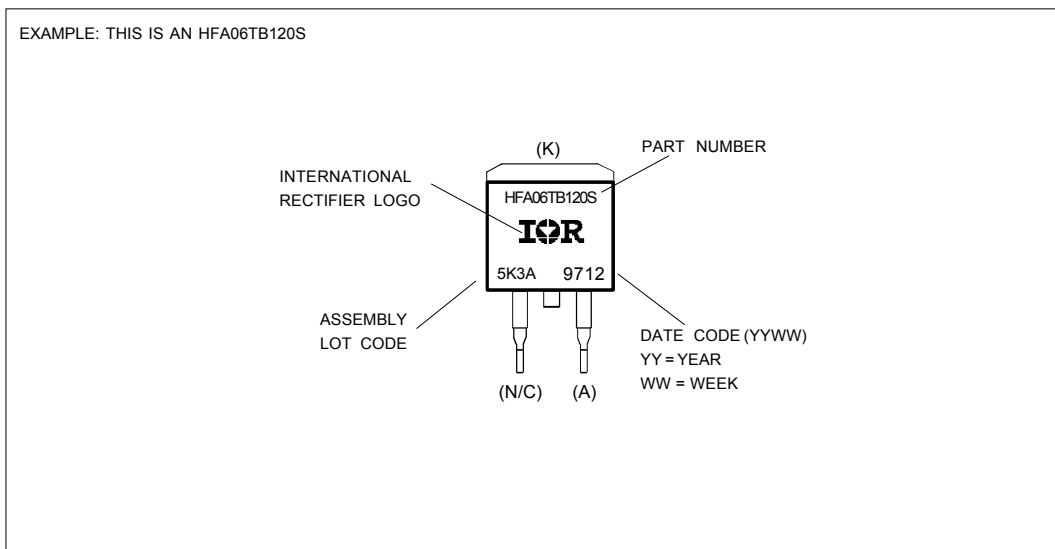 EXAMPLE: THIS IS AN HFA06TB120S
(K)
PART NUMBER
INTERNATIONAL
RECTIFIER LOGO
HFA06TB120S
IOR
5K3A 9712
ASSEMBLY
LOT CODE
DATE CODE (YYWW)
YY = YEAR
WW = WEEK
(N/C) (A)